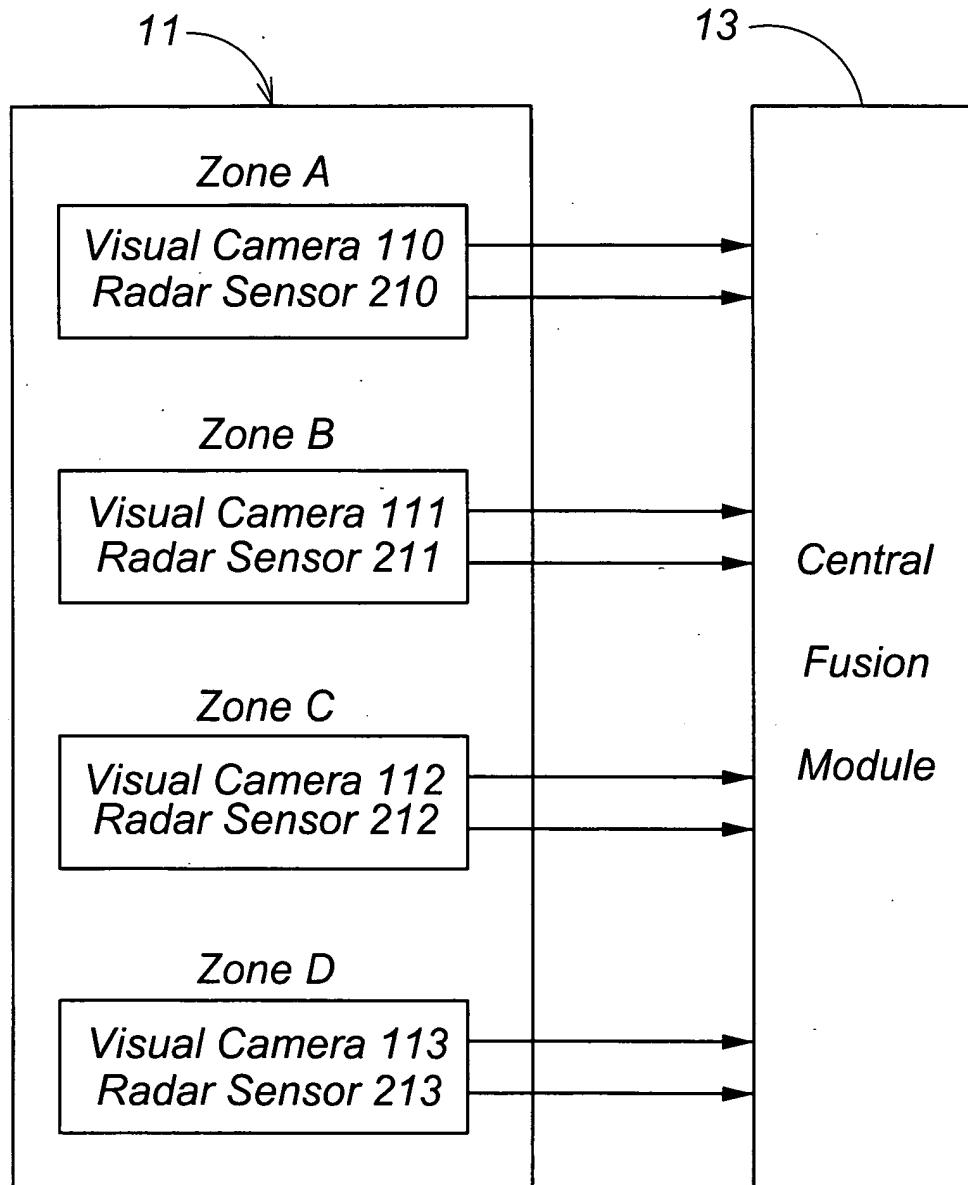 11
13
Zone A
Visual Camera 110
Radar Sensor 210
Zone B
Visual Camera 111
Radar Sensor 211
Zone C
Visual Camera 112
Radar Sensor 212
Zone D
Visual Camera 113
Radar Sensor 213
Central
Fusion
Module